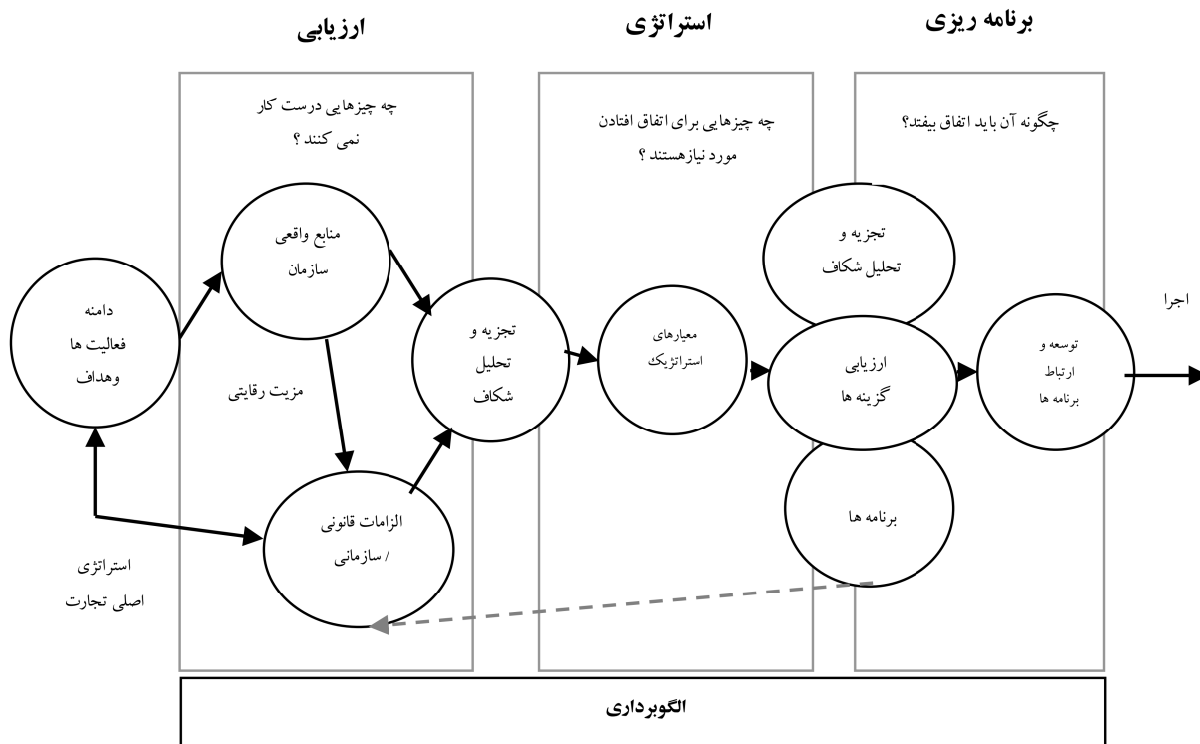 ارزیابی
استراتژی
برنامه ریزی
چه چیزهایی درست کار
نمی کنند ؟
چه چیزهایی برای اتفاق افتادن
مورد نیازهستند ؟
چگونه آن باید اتفاق بیفتد؟
دامنه
فعالیت ها
وهداف
منابع واقعی
سازمان
مزیت رقابتی
الزامات قانونی
/ سازمانی
استراتژی
اصلی تجارت
تجزیه و
تحلیل
شکاف
معیارهای
استراتژیک
تجزیه و
تحلیل شکاف
ارزیابی
گزینه ها
برنامه ها
توسعه و
ارتباط
برنامه ها
اجرا
الگوبرداری